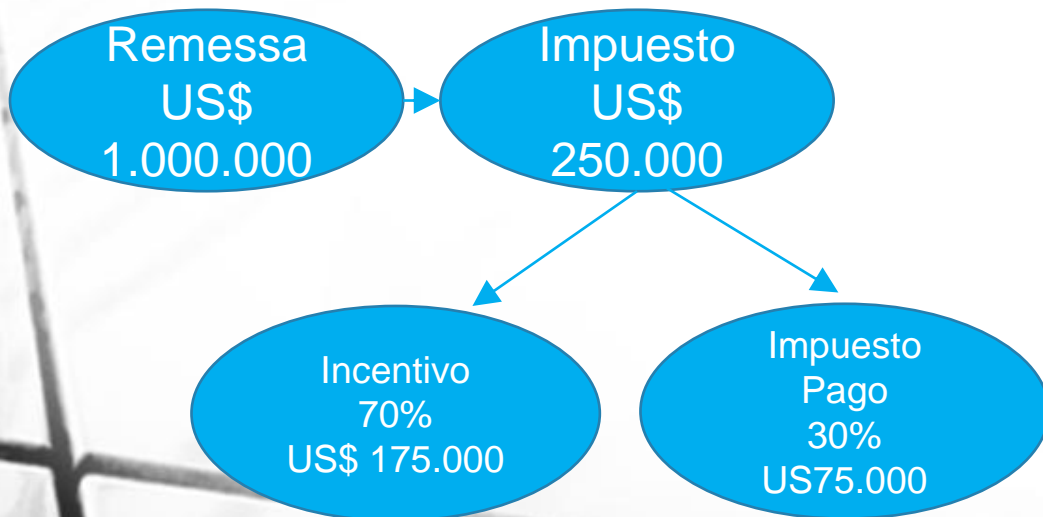 Remessa
US$
1.000.000
Impuesto
US$
250.000
Incentivo
70%
US$ 175.000
Impuesto
Pago
30%
US75.000